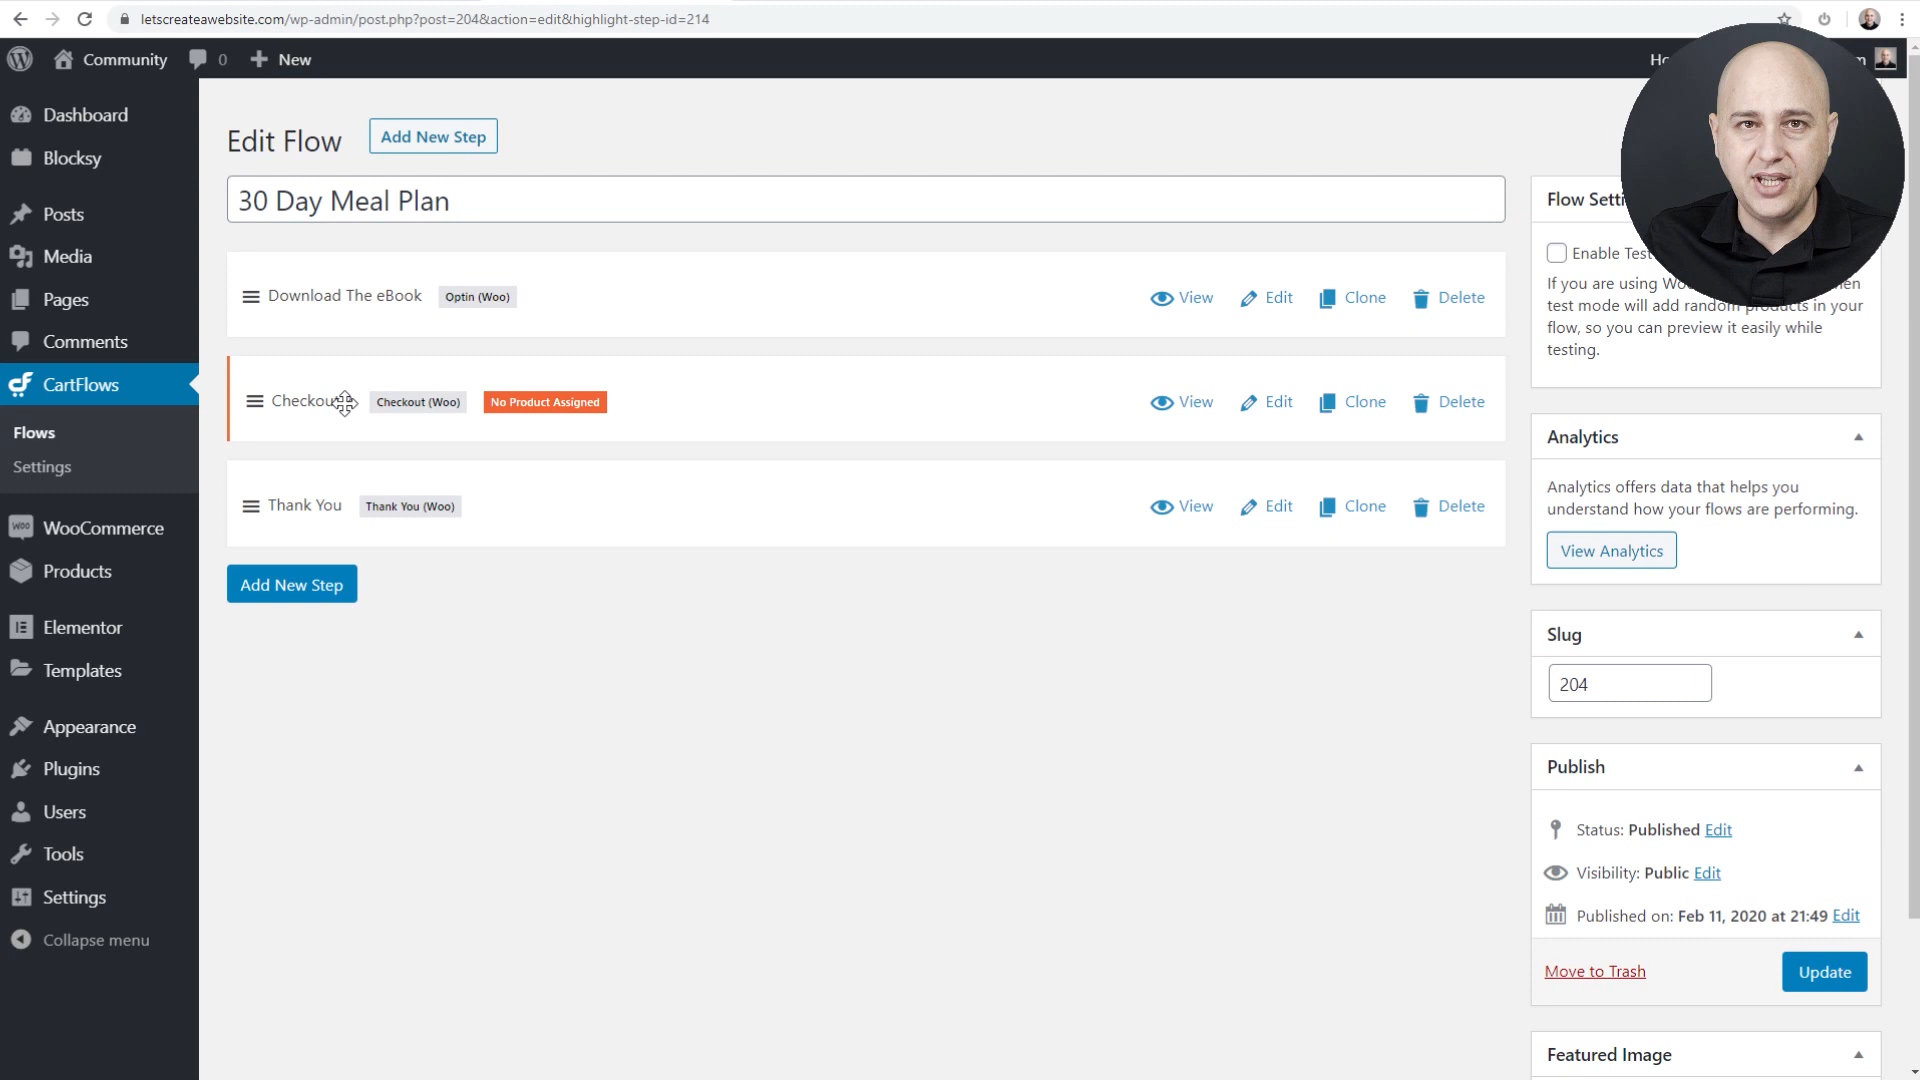 letscreateawebsite.com/wp-admin/post.php?post=204&action=edit&highlight-step-id=214
Community
0
New
Dashboard
Blocksy
Posts
Media
Pages
Comments
CartFlows
Flows
Settings
WooCommerce
Products
Elementor
Templates
Appearance
Plugins
Users
Tools
Settings
Collapse menu
Edit Flow
Add New Step
30 Day Meal Plan
Download The eBook Optin (Woo) View Edit Clone Delete
Checkout Checkout (Woo) No Product Assigned View Edit Clone Delete
Thank You Thank You (Woo) View Edit Clone Delete
Add New Step
Flow
Enable Test
If you are using
test mode will add random products in your
flow, so you can preview it easily while
testing.
Analytics
Analytics offers data that helps you
understand how your flows are performing.
View Analytics
Slug
204
Publish
Status: Published Edit
Visibility: Public Edit
Published on: Feb 11, 2020 at 21:49 Edit
Move to Trash
Update
Featured Image